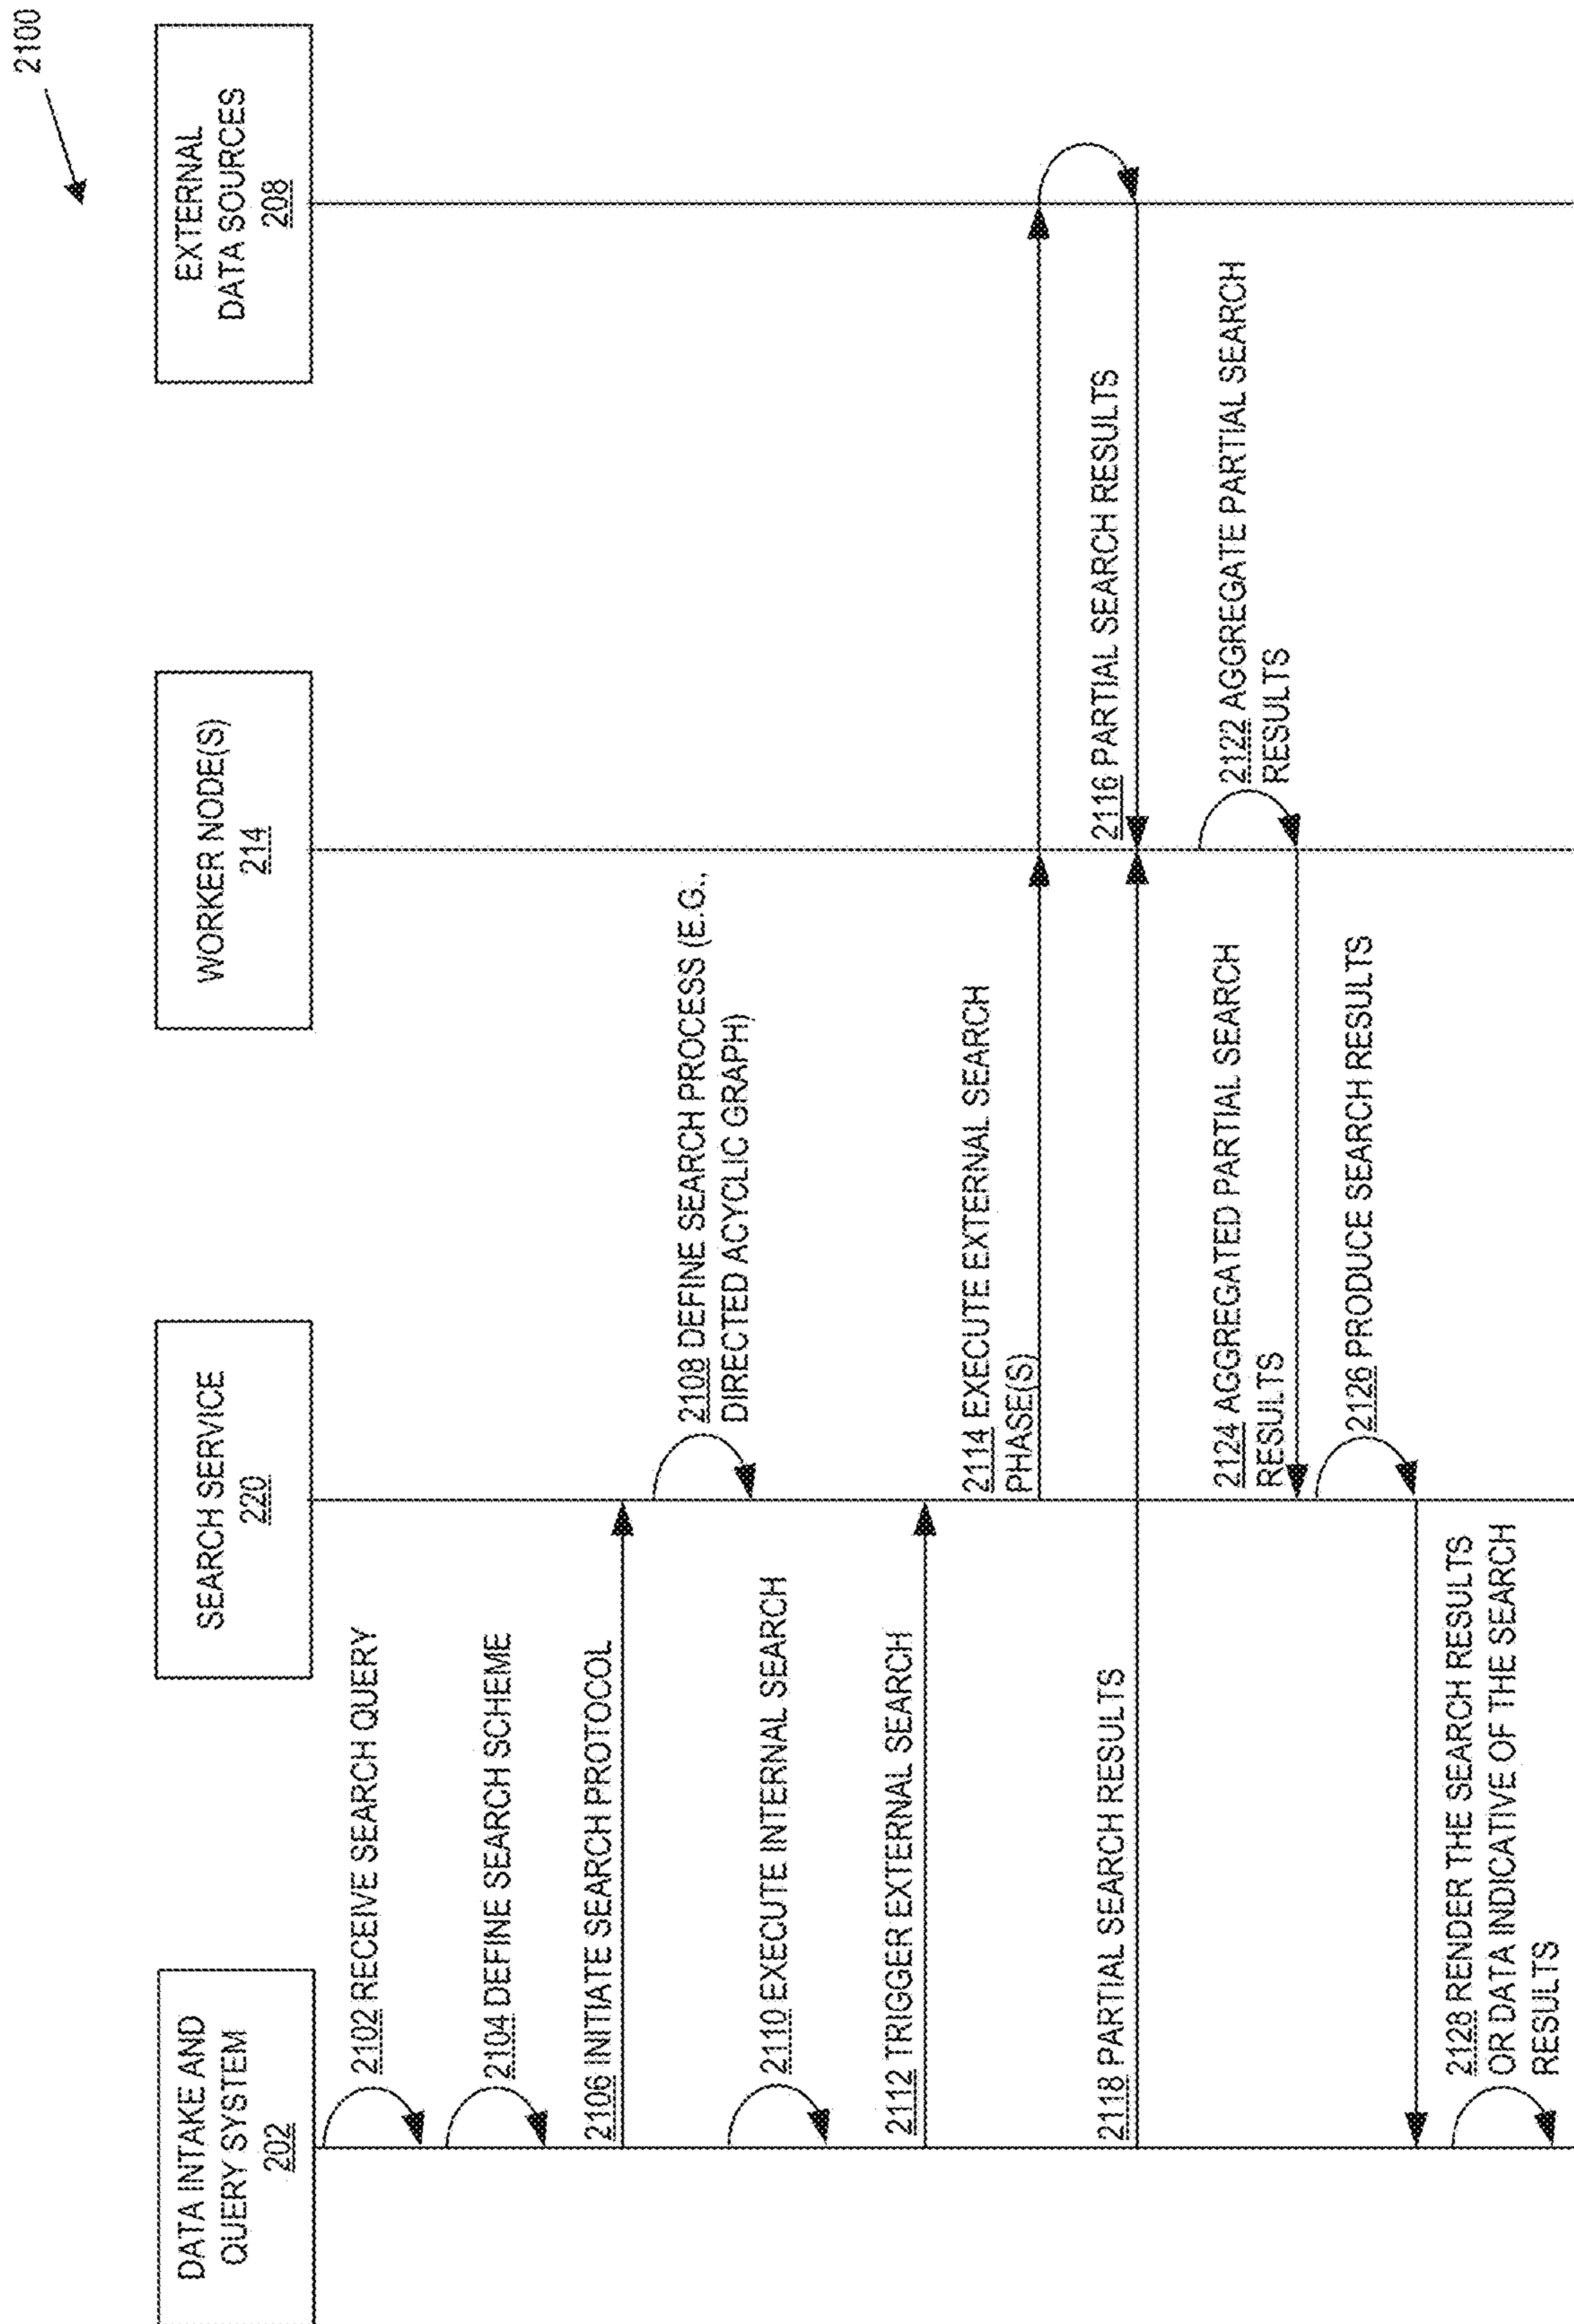 2100
DATA INTAKE AND
QUERY SYSTEM
202
SEARCH SERVICE
220
WORKER NODE(S)
214
EXTERNAL
DATA SOURCES
208
2102 RECEIVE SEARCH QUERY
2104 DEFINE SEARCH SCHEME
2106 INITIATE SEARCH PROTOCOL
2108 DEFINE SEARCH PROCESS (E.G.,
DIRECTED ACYCLIC GRAPH)
2110 EXECUTE INTERNAL SEARCH
2112 TRIGGER EXTERNAL SEARCH
2114 EXECUTE EXTERNAL SEARCH
PHASE(S)
2116 PARTIAL SEARCH RESULTS
2118 PARTIAL SEARCH RESULTS
2122 AGGREGATE PARTIAL SEARCH
RESULTS
2124 AGGREGATED PARTIAL SEARCH
RESULTS
2126 PRODUCE SEARCH RESULTS
2128 RENDER THE SEARCH RESULTS
OR DATA INDICATIVE OF THE SEARCH
RESULTS